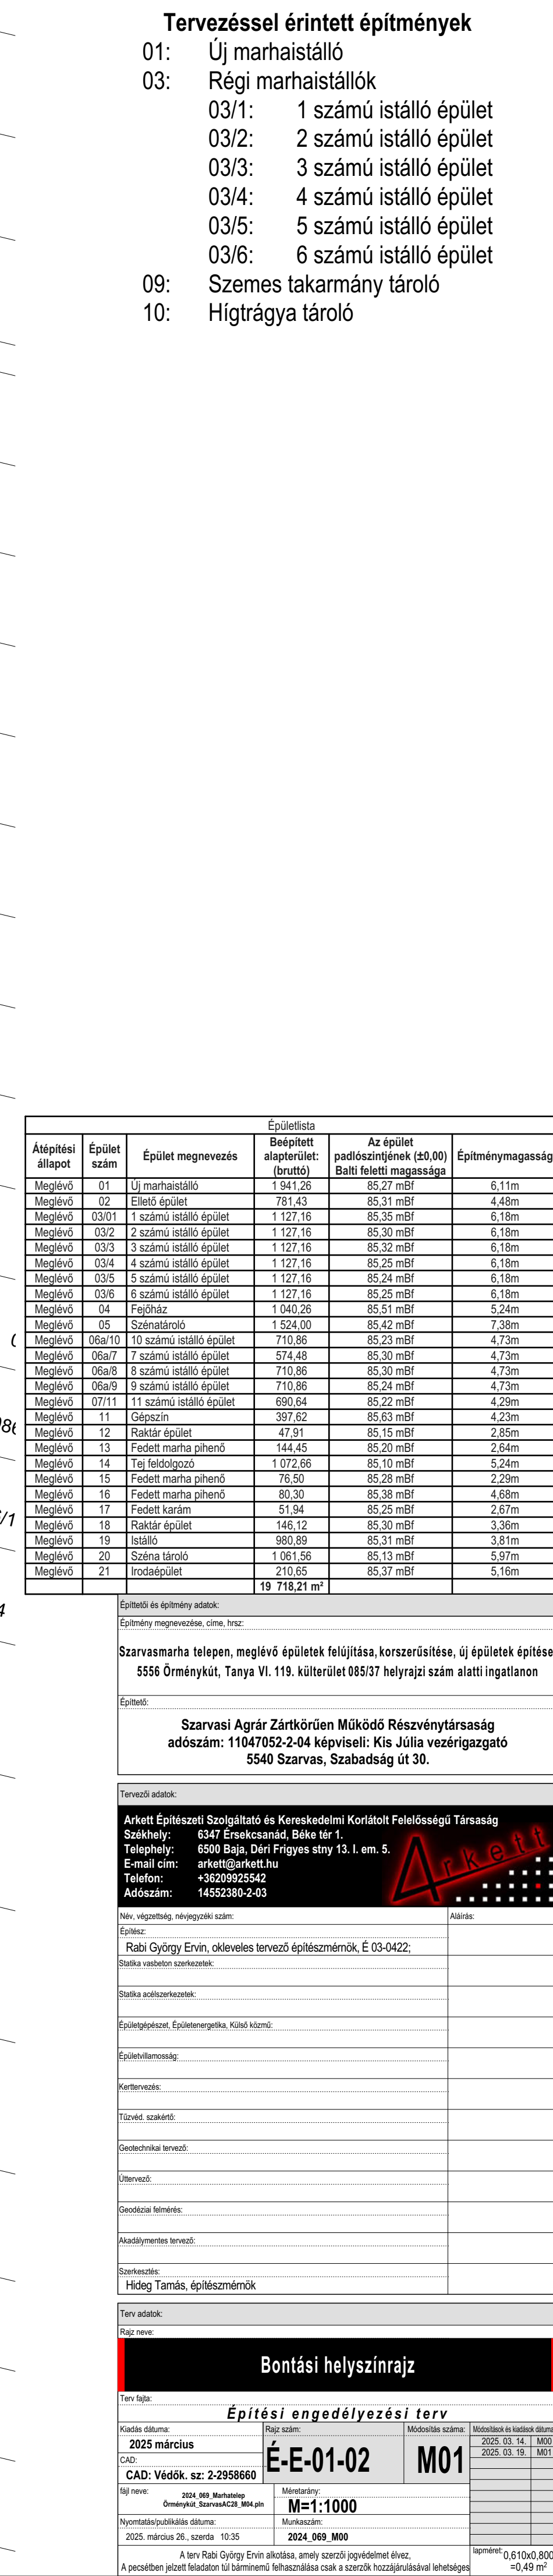 Tervezéssel érintett építmények
01: Új marhaistálló
03: Régi marhaistállók
03/1: 1 számú istálló épület
03/2: 2 számú istálló épület
03/3: 3 számú istálló épület
03/4: 4 számú istálló épület
03/5: 5 számú istálló épület
03/6: 6 számú istálló épület
09: Szemes takarmány tároló
10: Hígtrágya tároló
Épületlista
Átépítési állapot Épület szám Épület megnevezés Beépített alapterület: (bruttó) Az épület padlószintjének (±0,00) Balti feletti magassága Építménymagasság
Meglévő 01 Új marhaistálló 1 941,26 85,27 mBf 6,11m
Meglévő 02 Ellető épület 781,43 85,31 mBf 4,48m
Meglévő 03/01 1 számú istálló épület 1 127,16 85,35 mBf 6,18m
Meglévő 03/2 2 számú istálló épület 1 127,16 85,30 mBf 6,18m
Meglévő 03/3 3 számú istálló épület 1 127,16 85,32 mBf 6,18m
Meglévő 03/4 4 számú istálló épület 1 127,16 85,25 mBf 6,18m
Meglévő 03/5 5 számú istálló épület 1 127,16 85,24 mBf 6,18m
Meglévő 03/6 6 számú istálló épület 1 127,16 85,25 mBf 6,18m
Meglévő 04 Fejőház 1 040,26 85,51 mBf 5,24m
Meglévő 05 Szénatároló 1 524,00 85,42 mBf 7,38m
Meglévő 06a/10 10 számú istálló épület 710,86 85,23 mBf 4,73m
Meglévő 06a/7 7 számú istálló épület 574,48 85,30 mBf 4,73m
Meglévő 06a/8 8 számú istálló épület 710,86 85,30 mBf 4,73m
Meglévő 06a/9 9 számú istálló épület 710,86 85,24 mBf 4,73m
Meglévő 07/11 11 számú istálló épület 690,64 85,22 mBf 4,29m
Meglévő 11 Gépszín 397,62 85,63 mBf 4,23m
Meglévő 12 Raktár épület 47,91 85,15 mBf 2,85m
Meglévő 13 Fedett marha pihenő 144,45 85,20 mBf 2,64m
Meglévő 14 Tej feldolgozó 1 072,66 85,10 mBf 5,24m
Meglévő 15 Fedett marha pihenő 76,50 85,28 mBf 2,29m
Meglévő 16 Fedett marha pihenő 80,30 85,38 mBf 4,68m
Meglévő 17 Fedett karám 51,94 85,25 mBf 2,67m
Meglévő 18 Raktár épület 146,12 85,30 mBf 3,36m
Meglévő 19 Istálló 980,89 85,31 mBf 3,81m
Meglévő 20 Széna tároló 1 061,56 85,13 mBf 5,97m
Meglévő 21 Irodaépület 210,65 85,37 mBf 5,16m
19 718,21 m²
Építtetői és építmény adatok:
Építmény megnevezése, címe, hrsz:
Szarvasmarha telepen, meglévő épületek felújítása, korszerűsítése, új épületek építése
5556 Örménykút, Tanya VI. 119. külterület 085/37 helyrajzi szám alatti ingatlanon
Építtető:
Szarvasi Agrár Zártkörűen Működő Részvénytársaság
adószám: 11047052-2-04 képviseli: Kis Júlia vezérigazgató
5540 Szarvas, Szabadság út 30.
Tervezői adatok:
Arkett Építészeti Szolgáltató és Kereskedelmi Korlátolt Felelősségű Társaság
Székhely: 6347 Érsekcsanád, Béke tér 1.
Telephely: 6500 Baja, Déri Frigyes stny 13. I. em. 5.
E-mail cím: arkett@arkett.hu
Telefon: +36209925542
Adószám: 14552380-2-03
Arkett
Név, végzettség, névjegyzéki szám: Aláírás:
Építész:
Rabi György Ervin, okleveles tervező építészmérnök, É 03-0422;
Statika vasbeton szerkezetek:
Statika acélszerkezetek:
Épületgépészet, Épületenergetika, Külső közmű:
Épületvillamosság:
Kerttervezés:
Tűzvéd. szakértő:
Geotechnikai tervező:
Úttervező:
Geodéziai felmérés:
Akadálymentes tervező:
Szerkesztés:
Hideg Tamás, építészmérnök
Terv adatok:
Rajz neve:
Bontási helyszínrajz
Terv fajta:
Építési engedélyezési terv
Kiadás dátuma: Rajz szám: Módosítás száma: Módosítások és kiadások dátuma
2025 március É-E-01-02 M01 2025. 03. 14. M00
2025. 03. 19. M01
CAD:
CAD: Védők. sz: 2-2958660
fájl neve: 2024_069_Marhatelep
Örménykút_SzarvasAC28_M04.pln
Méretarány:
M=1:1000
Nyomtatás/publikálás dátuma: Munkaszám:
2025. március 26., szerda 10:35 2024_069_M00
A terv Rabi György Ervin alkotása, amely szerzői jogvédelmet élvez,
A pecsétben jelzett feladaton túl bárminemű felhasználása csak a szerzők hozzájárulásával lehetséges
lapméret: 0,610x0,800
=0,49 m²